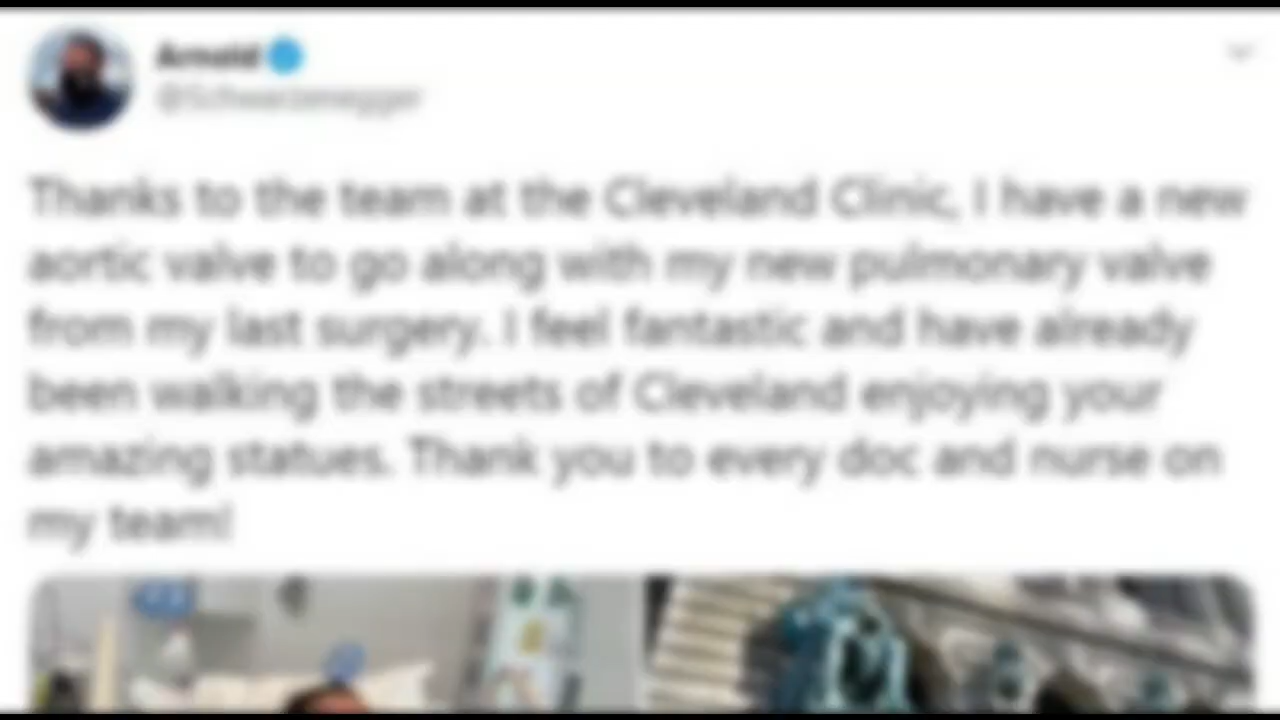 Arnold
@Schwarzenegger
Thanks to the team at the Cleveland Clinic, I have a new
aortic valve to go along with my new pulmonary valve
from my last surgery. I feel fantastic and have already
been walking the streets of Cleveland enjoying your
amazing statues. Thank you to every doc and nurse on
my team!